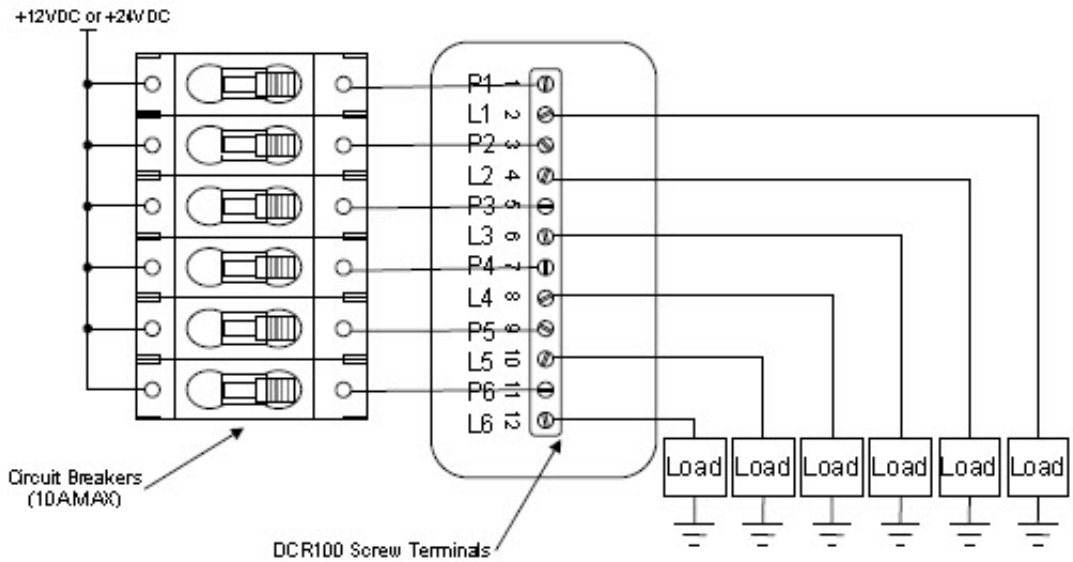 +12VDC or +24VDC
P1 1
L1 2
P2 3
L2 4
P3 5
L3 6
P4 7
L4 8
P5 9
L5 10
P6 11
L6 12
Load Load Load Load Load Load
Circuit Breakers
(10AMAX)
DCR100 Screw Terminals